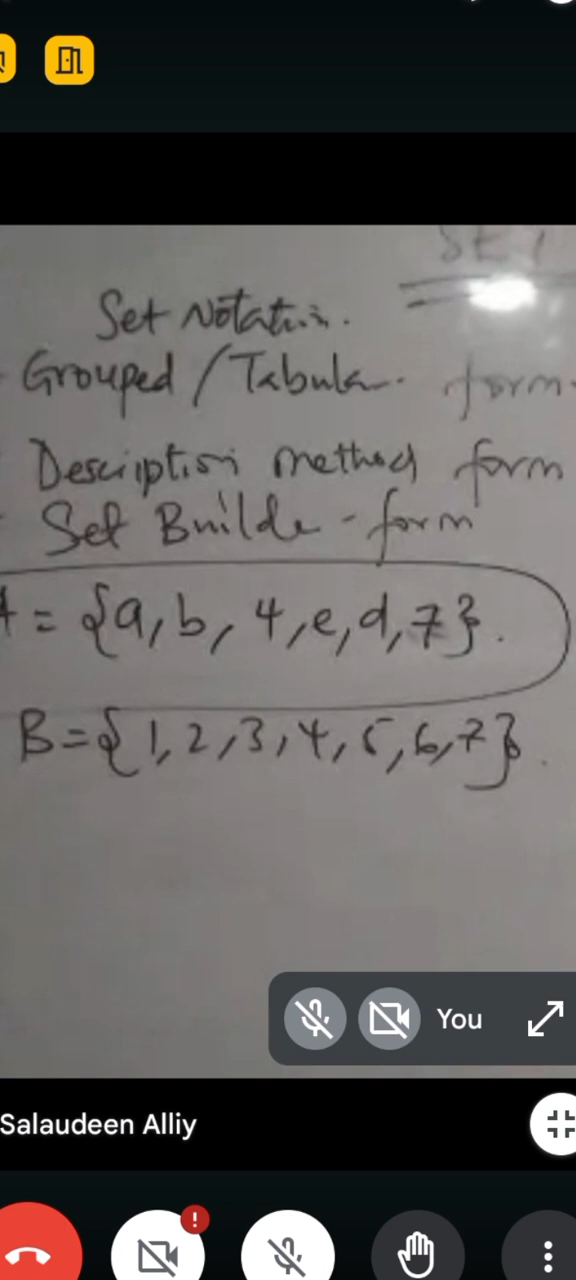 SET
Set Notation.
- Grouped / Tabular form.
Description method form
Set Builder-form
A = {a, b, 4, e, d, 7}.
B = {1, 2, 3, 4, 5, 6, 7}.
You
Salaudeen Alliy
!